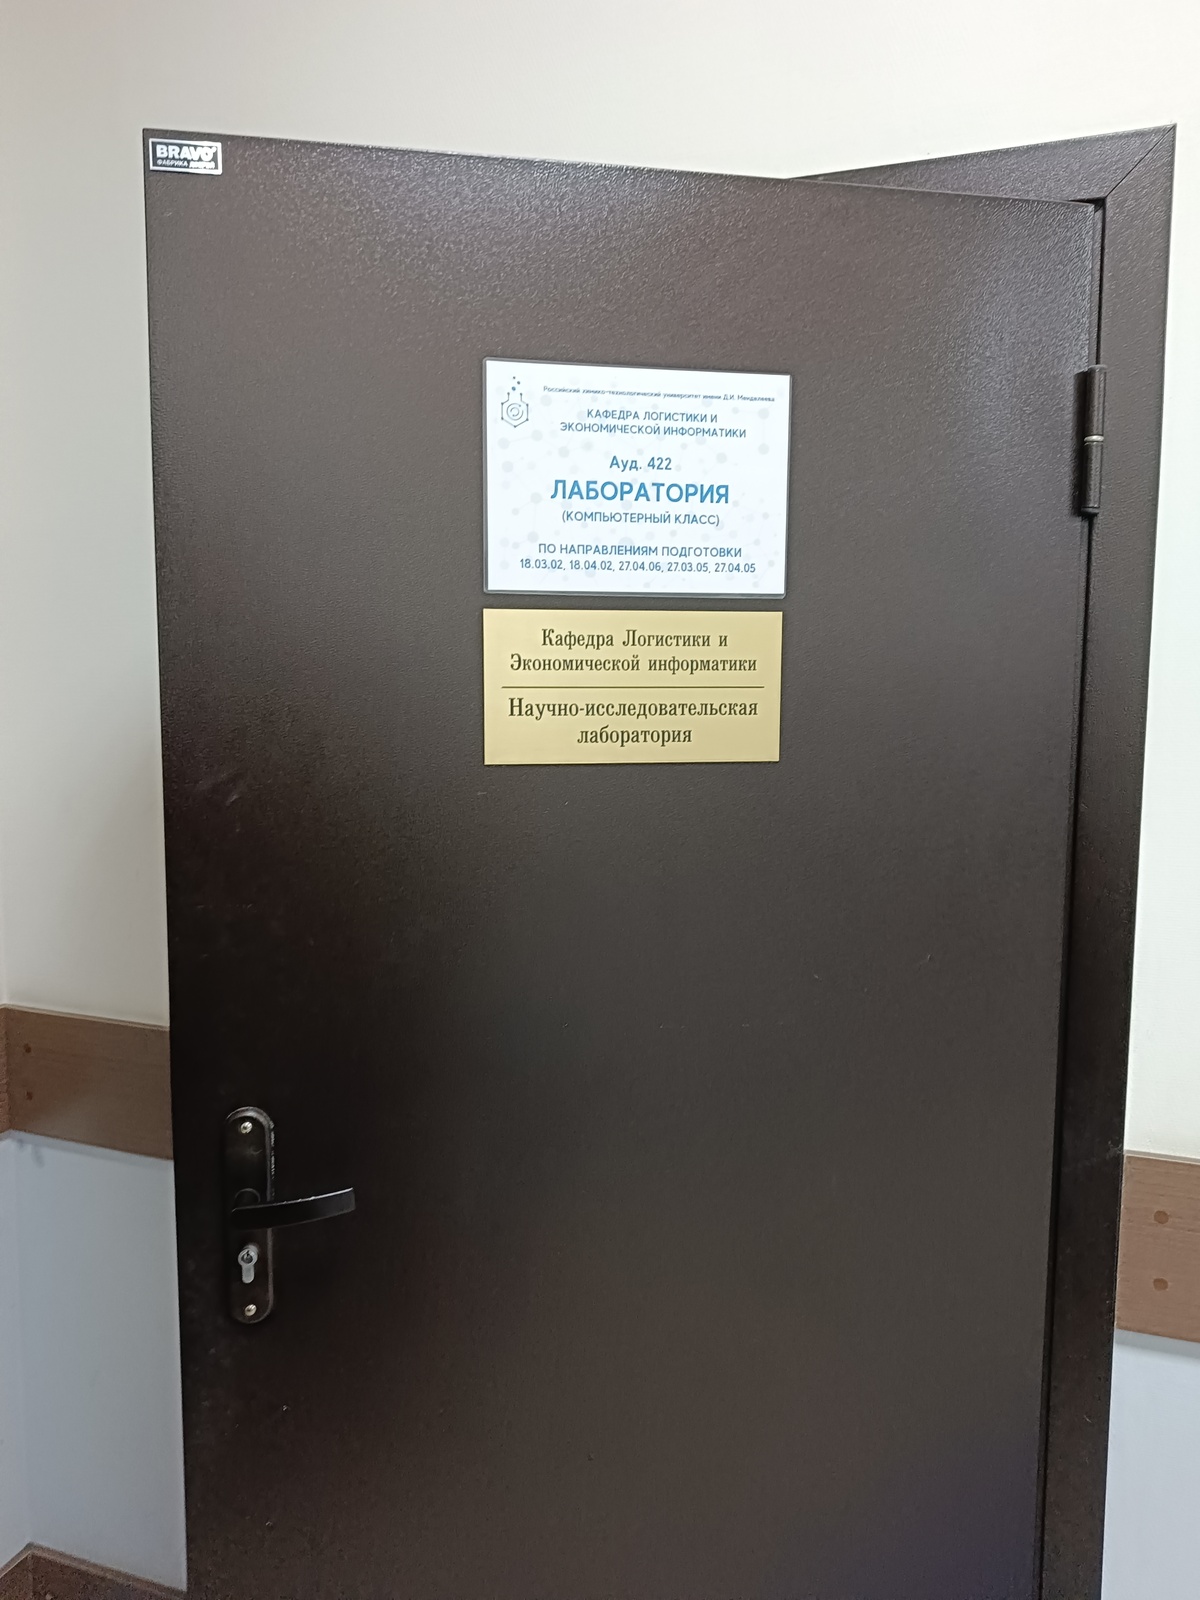 BRAVO
ФАБРИКА ДВЕРЕЙ
Российский химико-технологический университет имени Д.И. Менделеева
КАФЕДРА ЛОГИСТИКИ И
ЭКОНОМИЧЕСКОЙ ИНФОРМАТИКИ
Ауд. 422
ЛАБОРАТОРИЯ
(КОМПЬЮТЕРНЫЙ КЛАСС)
ПО НАПРАВЛЕНИЯМ ПОДГОТОВКИ
18.03.02, 18.04.02, 27.04.06, 27.03.05, 27.04.05
Кафедра Логистики и
Экономической информатики
Научно-исследовательская
лаборатория